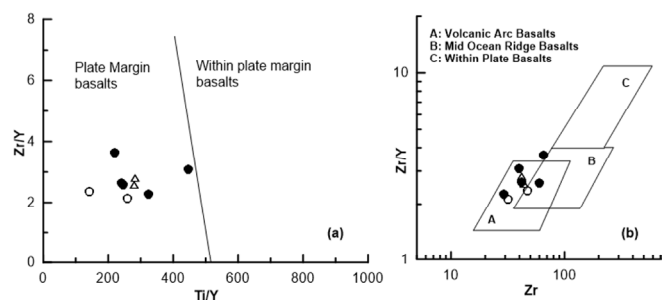 8
6
4
2
0
Zr/Y
Plate Margin
basalts
Within plate margin
basalts
(a)
0
200
400
600
800
1000
Ti/Y
A: Volcanic Arc Basalts
B: Mid Ocean Ridge Basalts
C: Within Plate Basalts
10
1
Zr/Y
C
B
A
(b)
10
100
Zr